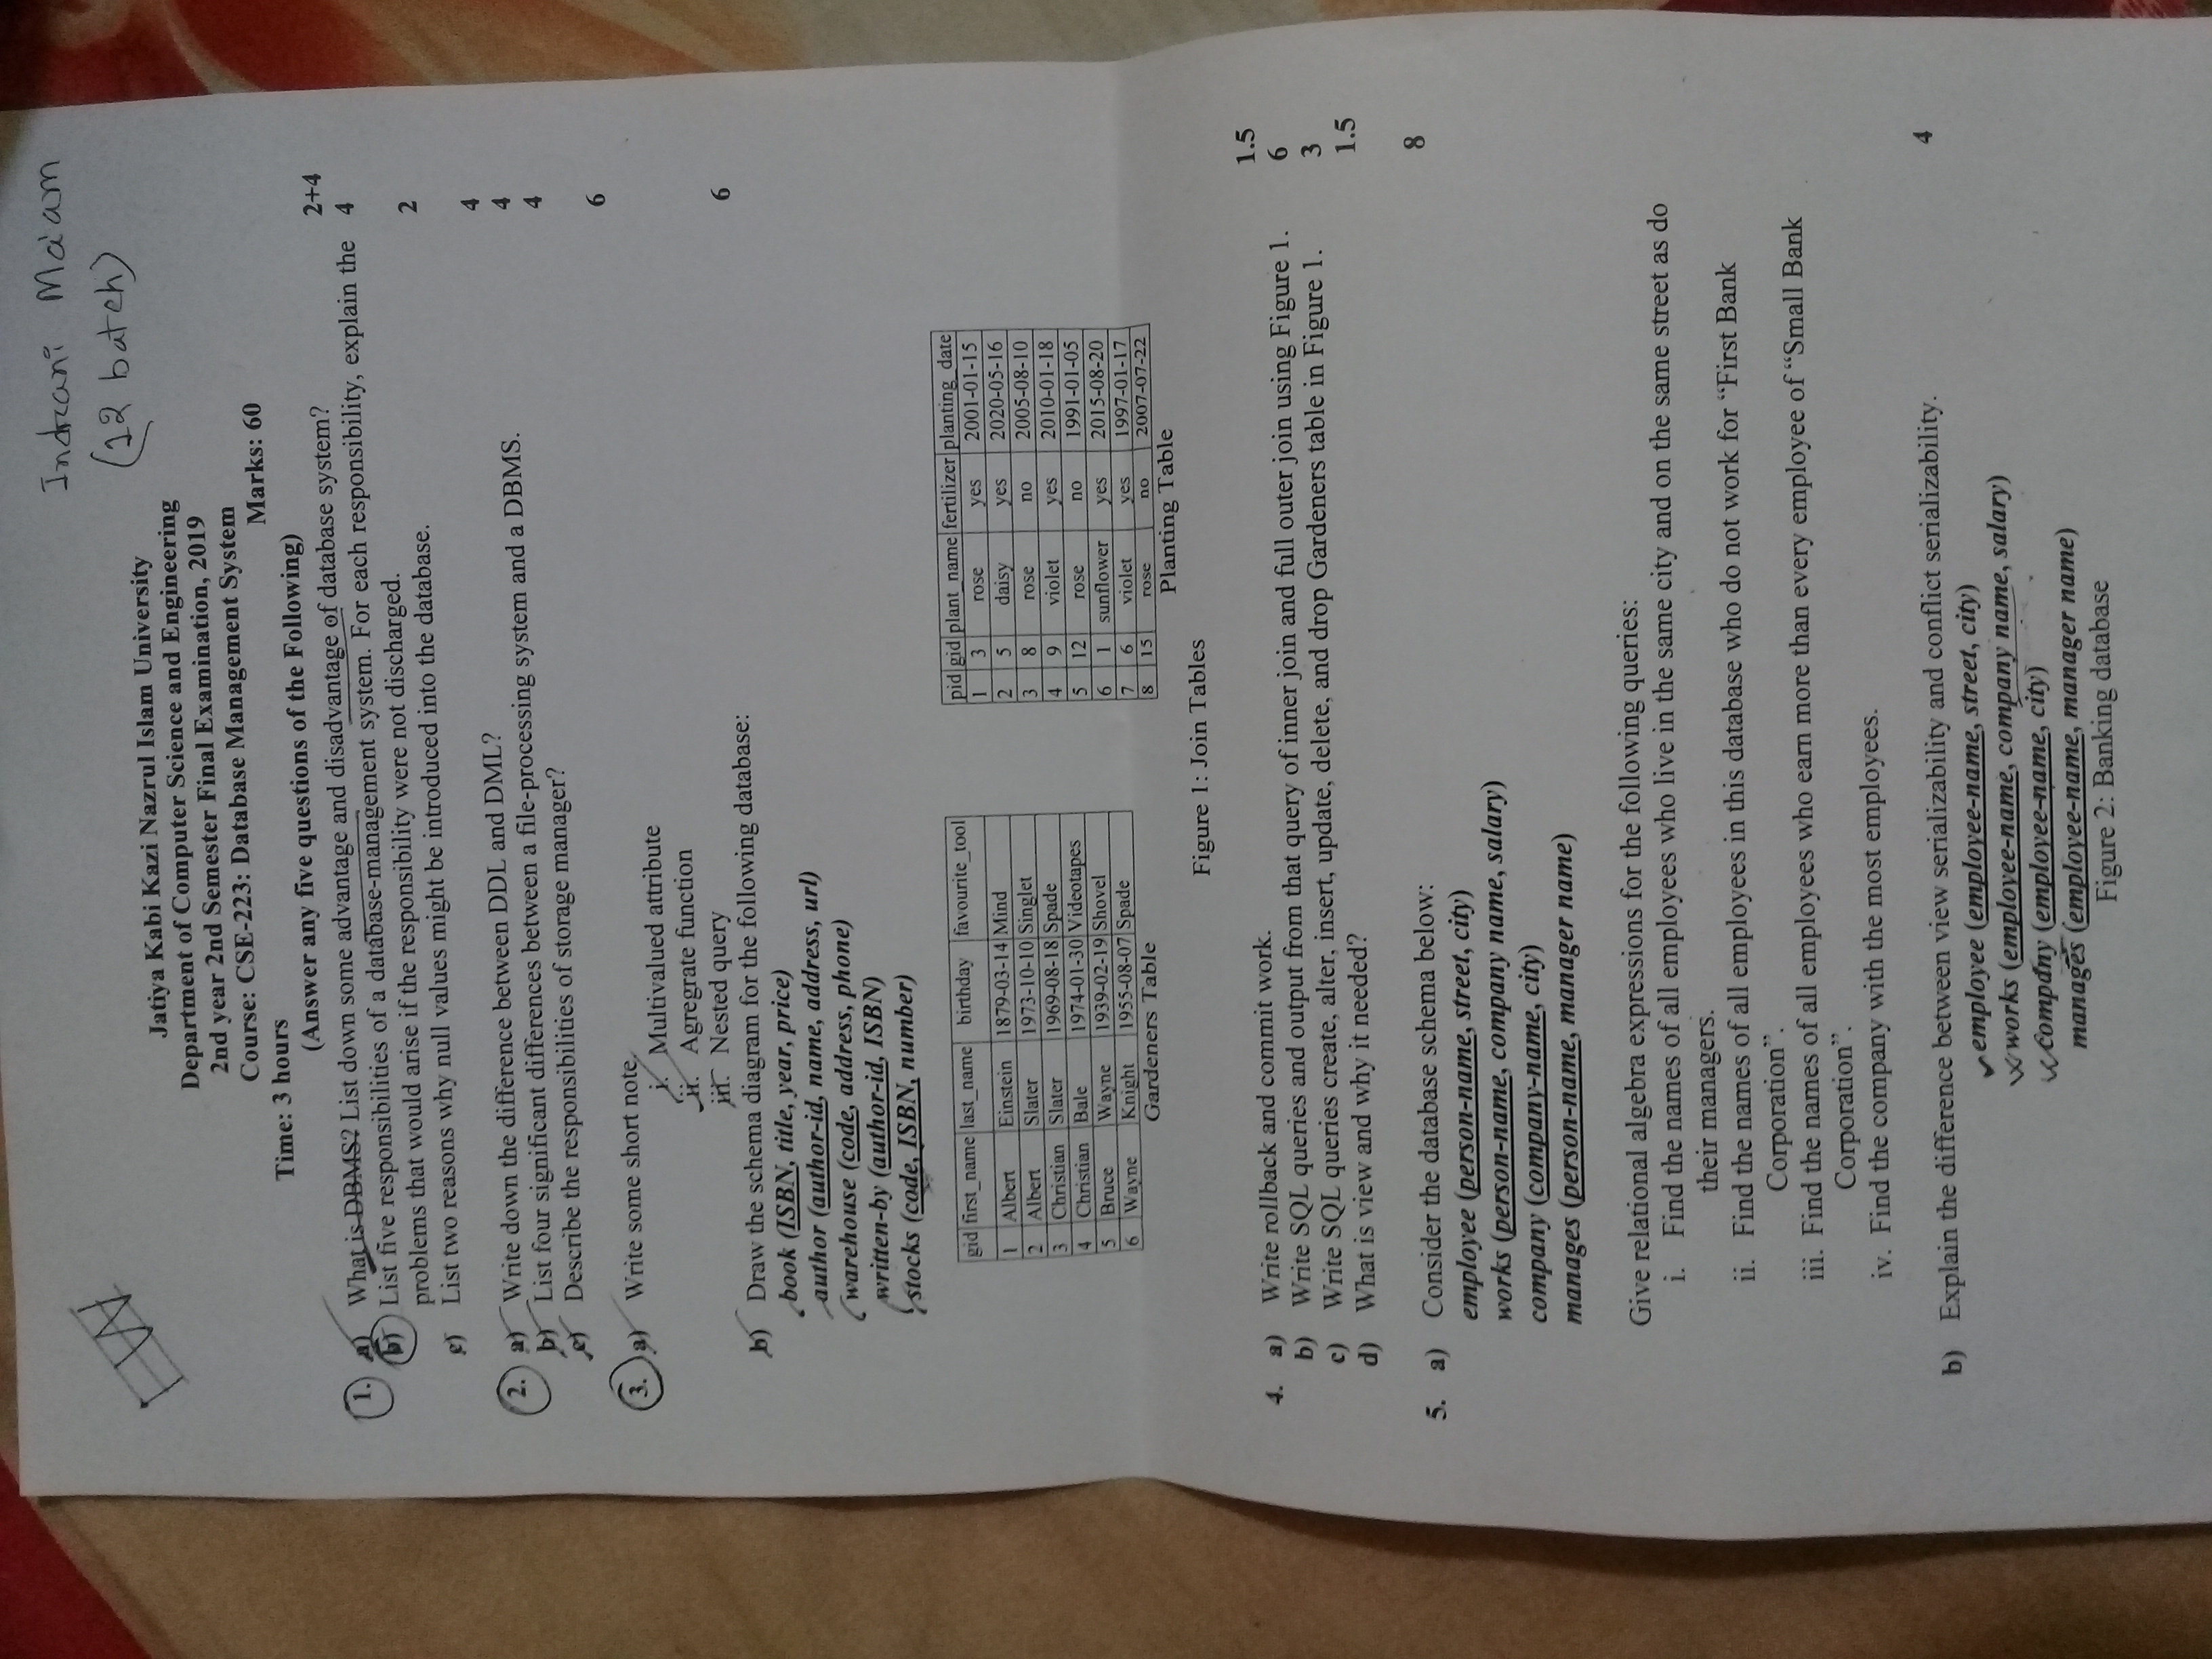 Indrani Ma'am
(12 batch)
Jatiya Kabi Kazi Nazrul Islam University
Department of Computer Science and Engineering
2nd year 2nd Semester Final Examination, 2019
Course: CSE-223: Database Management System
Time: 3 hours Marks: 60
(Answer any five questions of the Following)
1. a) What is DBMS? List down some advantage and disadvantage of database system? 2+4
b) List five responsibilities of a database-management system. For each responsibility, explain the 4
problems that would arise if the responsibility were not discharged.
c) List two reasons why null values might be introduced into the database. 2
2. a) Write down the difference between DDL and DML? 4
b) List four significant differences between a file-processing system and a DBMS. 4
c) Describe the responsibilities of storage manager? 4
3. a) Write some short note. 6
i. Multivalued attribute
ii. Agregrate function
iii. Nested query
b) Draw the schema diagram for the following database: 6
book (ISBN, title, year, price)
author (author-id, name, address, url)
warehouse (code, address, phone)
written-by (author-id, ISBN)
stocks (code, ISBN, number)
gid first_name last_name birthday favourite_tool
1 Albert Einstein 1879-03-14 Mind
2 Albert Slater 1973-10-10 Singlet
3 Christian Slater 1969-08-18 Spade
4 Christian Bale 1974-01-30 Videotapes
5 Bruce Wayne 1939-02-19 Shovel
6 Wayne Knight 1955-08-07 Spade
Gardeners Table
pid gid plant_name fertilizer planting_date
1 3 rose yes 2001-01-15
2 5 daisy yes 2020-05-16
3 8 rose no 2005-08-10
4 9 violet yes 2010-01-18
5 12 rose no 1991-01-05
6 1 sunflower yes 2015-08-20
7 6 violet yes 1997-01-17
8 15 rose no 2007-07-22
Planting Table
Figure 1: Join Tables
4. a) Write rollback and commit work. 1.5
b) Write SQL queries and output from that query of inner join and full outer join using Figure 1. 6
c) Write SQL queries create, alter, insert, update, delete, and drop Gardeners table in Figure 1. 3
d) What is view and why it needed? 1.5
5. a) Consider the database schema below: 8
employee (person-name, street, city)
works (person-name, company name, salary)
company (company-name, city)
manages (person-name, manager name)
Give relational algebra expressions for the following queries:
i. Find the names of all employees who live in the same city and on the same street as do
their managers.
ii. Find the names of all employees in this database who do not work for “First Bank
Corporation”.
iii. Find the names of all employees who earn more than every employee of “Small Bank
Corporation”.
iv. Find the company with the most employees.
b) Explain the difference between view serializability and conflict serializability. 4
employee (employee-name, street, city)
works (employee-name, company name, salary)
company (employee-name, city)
manages (employee-name, manager name)
Figure 2: Banking database